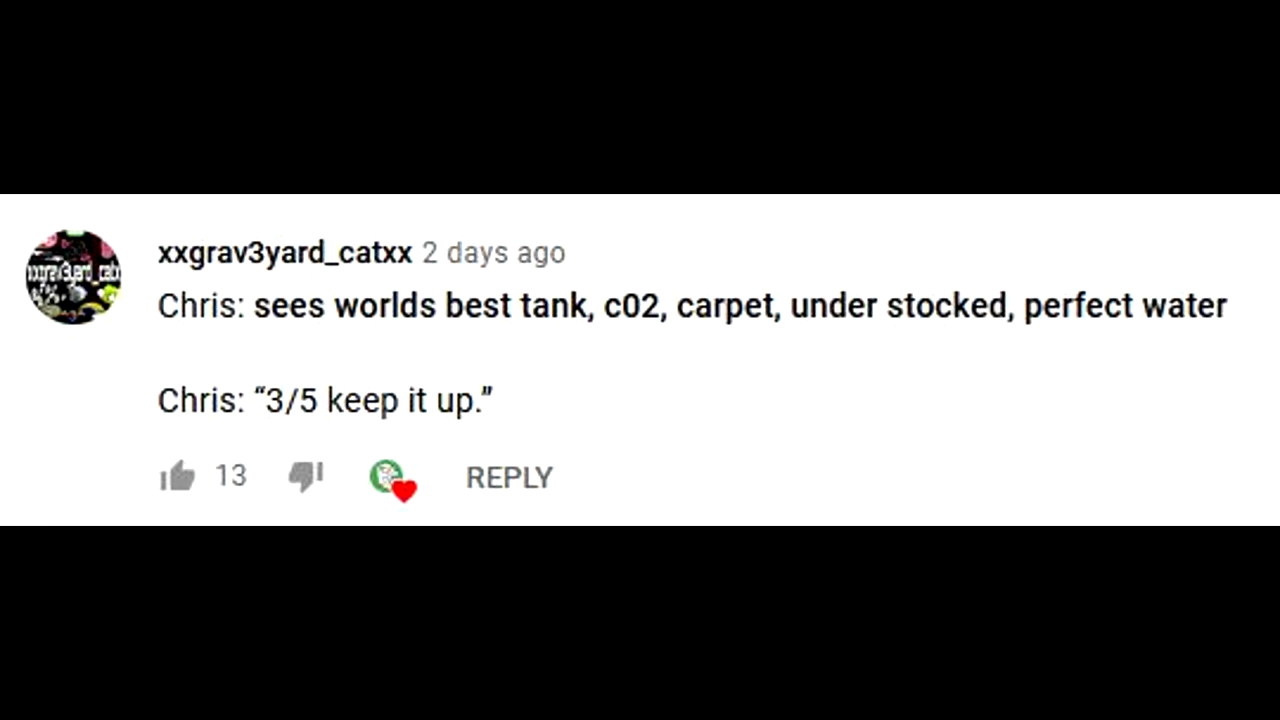 xxgrav3yard_catxx 2 days ago
Chris: sees worlds best tank, c02, carpet, under stocked, perfect water
Chris: “3/5 keep it up.”
13 REPLY